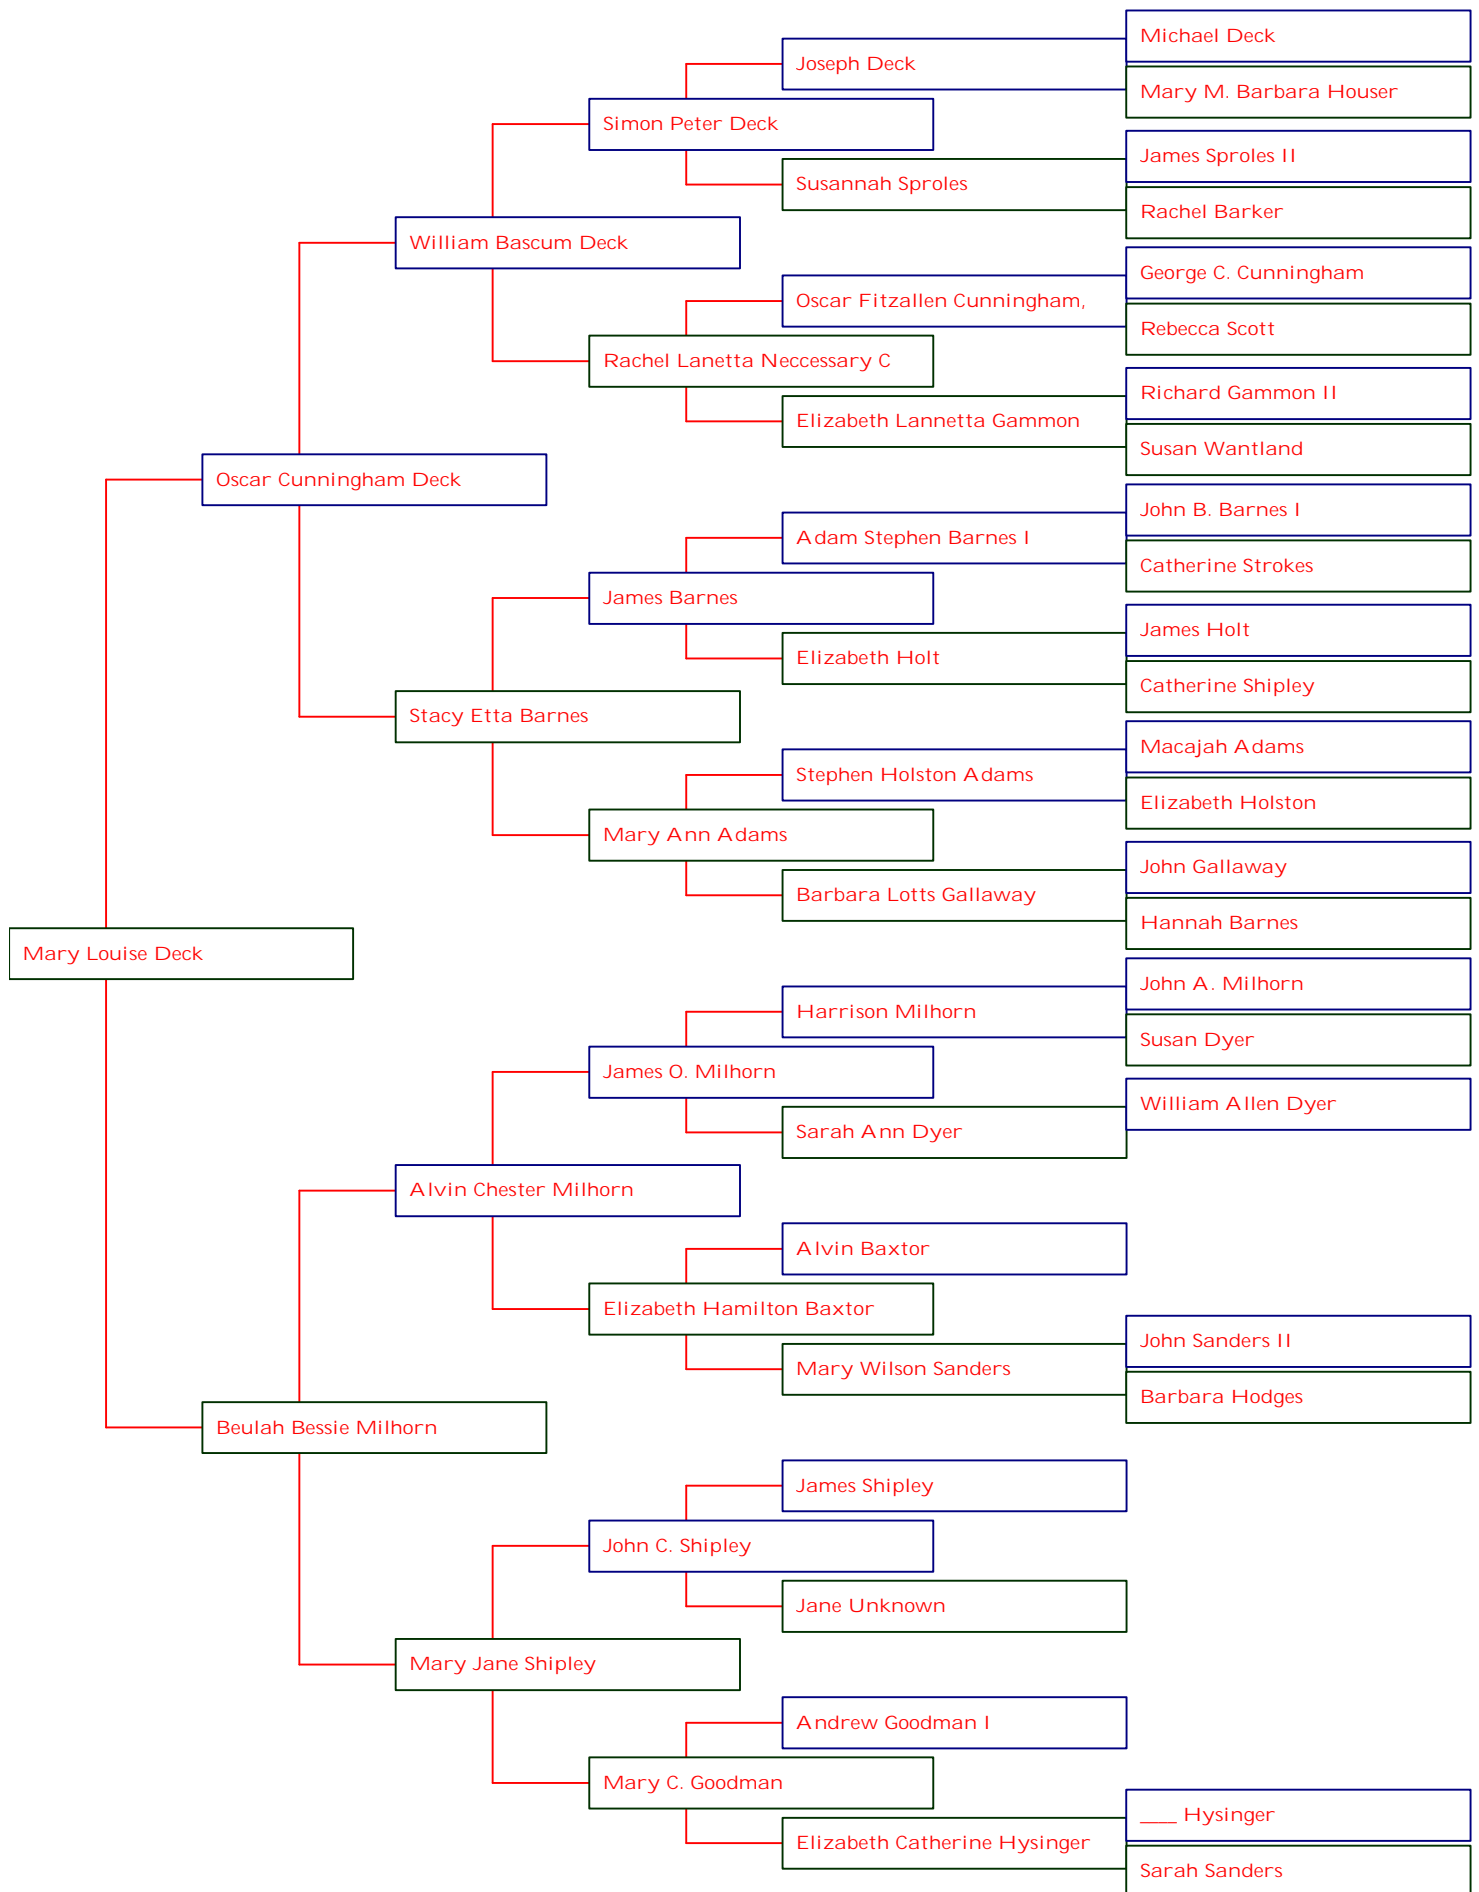 Michael Deck
Joseph Deck
Mary M. Barbara Houser
Simon Peter Deck
James Sproles II
Susannah Sproles
Rachel Barker
William Bascum Deck
George C. Cunningham
Oscar Fitzallen Cunningham,
Rebecca Scott
Rachel Lanetta Neccessary C
Richard Gammon II
Elizabeth Lannetta Gammon
Susan Wantland
Oscar Cunningham Deck
John B. Barnes I
Adam Stephen Barnes I
Catherine Strokes
James Barnes
James Holt
Elizabeth Holt
Catherine Shipley
Stacy Etta Barnes
Macajah Adams
Stephen Holston Adams
Elizabeth Holston
Mary Ann Adams
John Gallaway
Barbara Lotts Gallaway
Hannah Barnes
Mary Louise Deck
John A. Milhorn
Harrison Milhorn
Susan Dyer
James O. Milhorn
William Allen Dyer
Sarah Ann Dyer
Alvin Chester Milhorn
Alvin Baxtor
Elizabeth Hamilton Baxtor
John Sanders II
Mary Wilson Sanders
Barbara Hodges
Beulah Bessie Milhorn
James Shipley
John C. Shipley
Jane Unknown
Mary Jane Shipley
Andrew Goodman I
Mary C. Goodman
____ Hysinger
Elizabeth Catherine Hysinger
Sarah Sanders